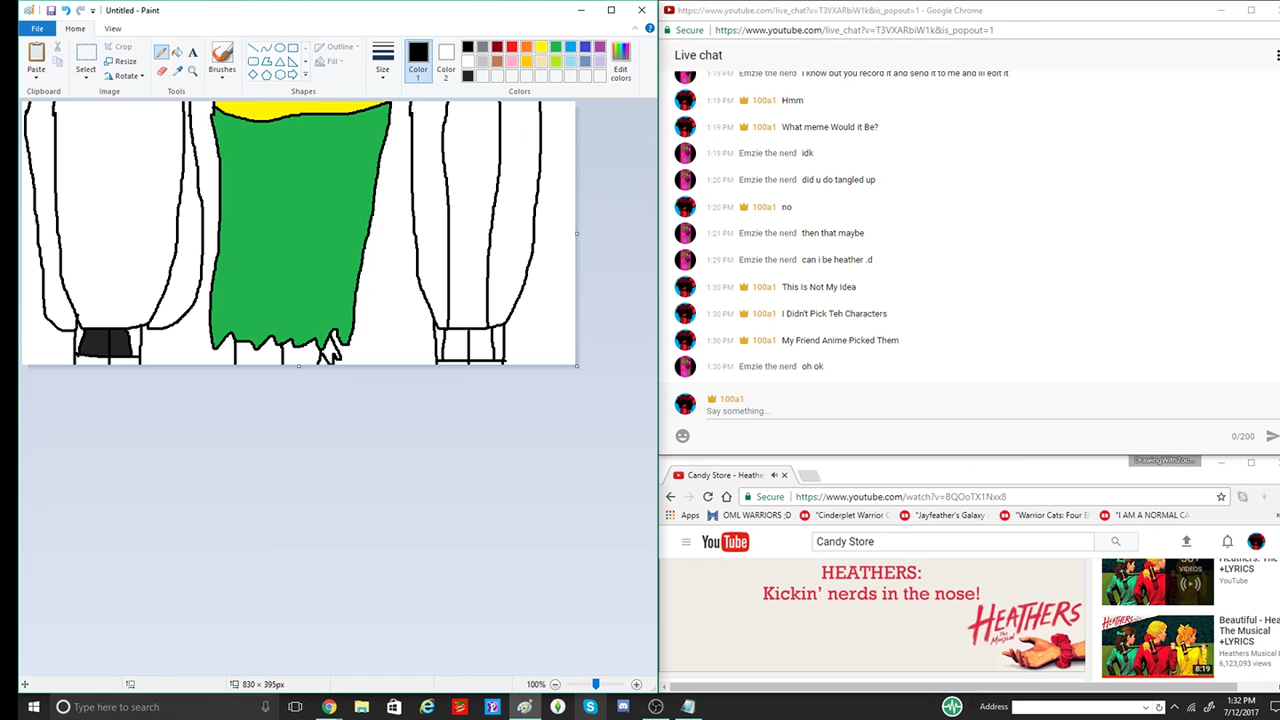 Untitled - Paint
File
Home
View
Paste
Clipboard
Select
Crop
Resize
Rotate
Image
Tools
Brushes
Outline
Fill
Shapes
Size
Color 1
Color 2
Edit colors
Colors
830 × 395px
100%
https://www.youtube.com/live_chat?v=T3VXARbiW1k&is_popout=1 - Google Chrome
Secure
https://www.youtube.com/live_chat?v=T3VXARbiW1k&is_popout=1
Live chat
1:19 PM Emzie the nerd I know but you record it and send it to me and ill edit it
1:19 PM 100a1 Hmm
1:19 PM 100a1 What meme Would it Be?
1:19 PM Emzie the nerd idk
1:20 PM Emzie the nerd did u do tangled up
1:20 PM 100a1 no
1:21 PM Emzie the nerd then that maybe
1:29 PM Emzie the nerd can i be heather .d
1:30 PM 100a1 This Is Not My Idea
1:30 PM 100a1 I Didn't Pick Teh Characters
1:30 PM 100a1 My Friend Anime Picked Them
1:30 PM Emzie the nerd oh ok
100a1
Say something...
0/200
DrawingWithZoo...
Candy Store - Heathe
Secure
https://www.youtube.com/watch?v=BQOoTX1Nxx8
Apps
OML WARRIORS ;D
"Cinderplet Warrior C
"Jayfeather's Galaxy -
"Warrior Cats: Four E
"I AM A NORMAL CA
YouTube
Candy Store
HEATHERS:
Kickin' nerds in the nose!
HEATHERS
The Musical
VIDEOS
Heathers: The
+LYRICS
YouTube
Beautiful - Hea
The Musical
+LYRICS
Heathers Musical
6,123,093 views
8:19
Type here to search
Address
1:32 PM
7/12/2017